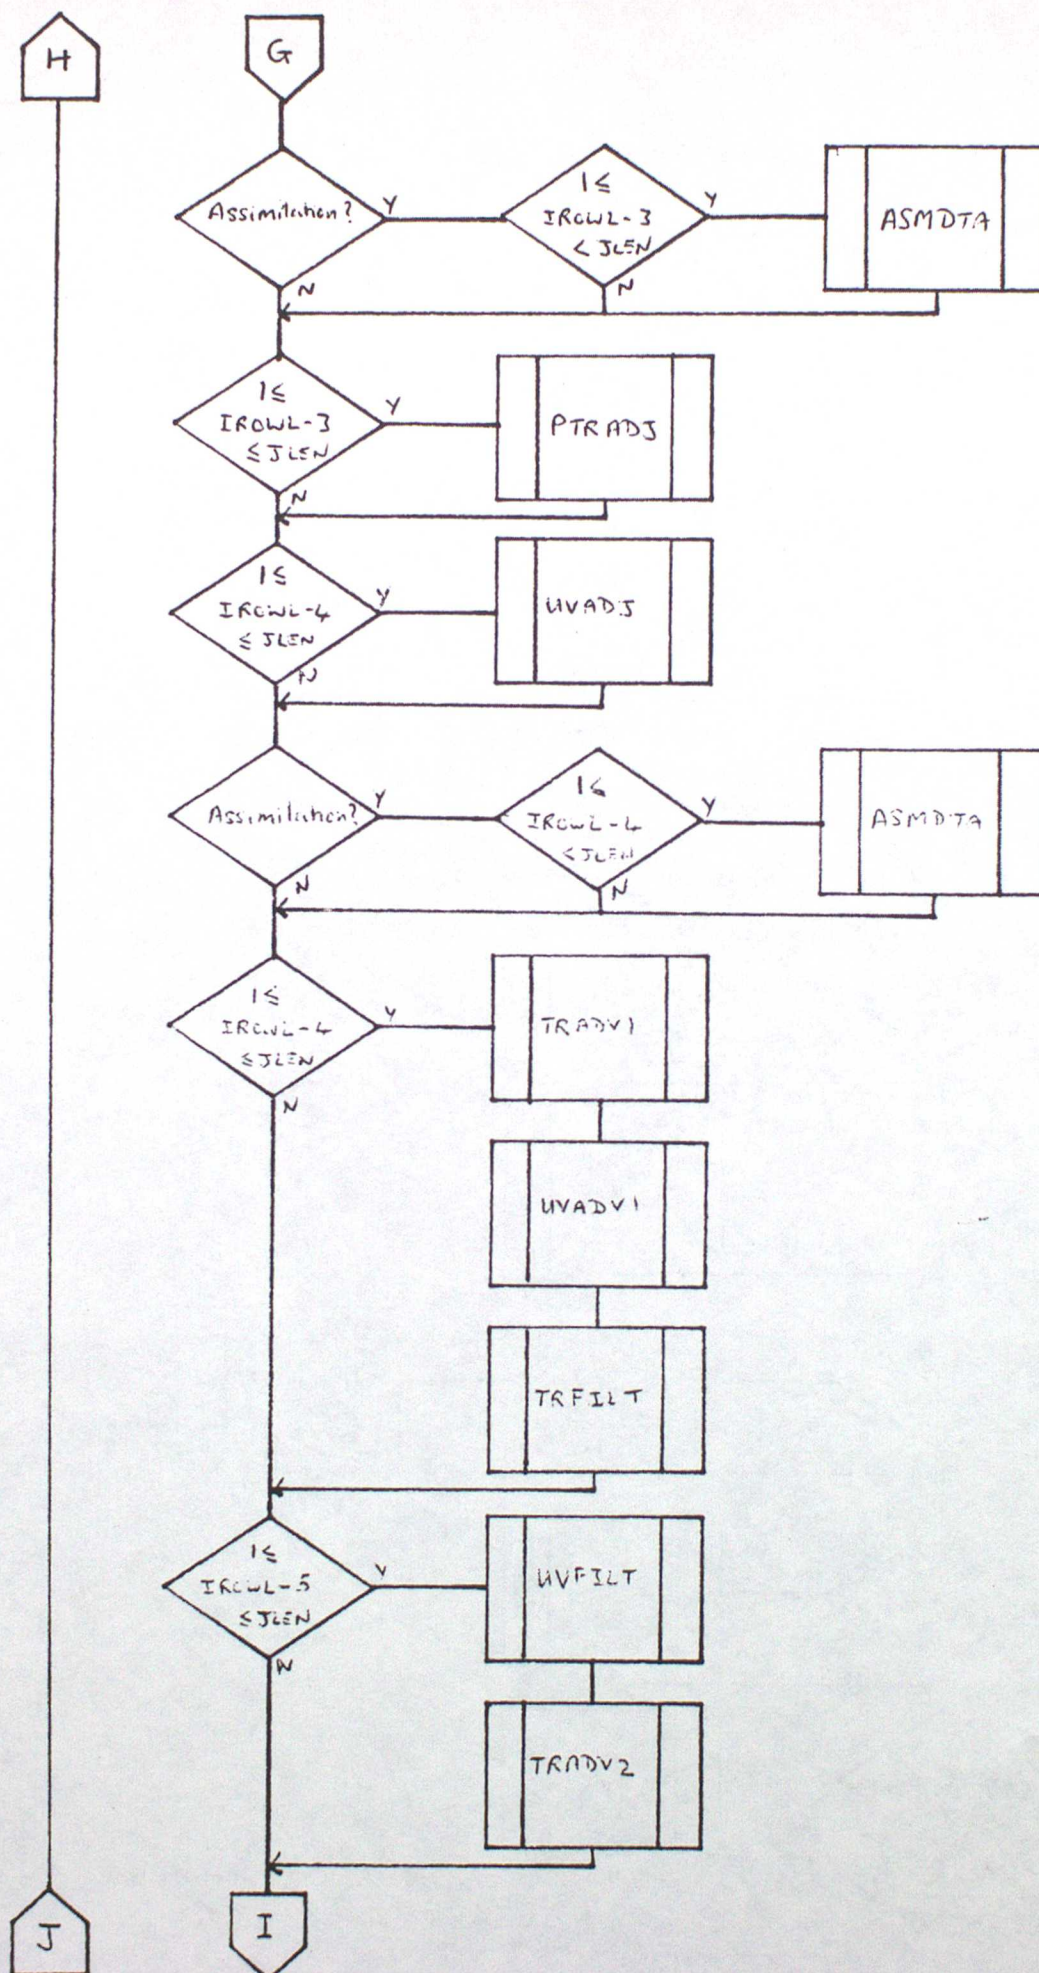 H
G
Assimilation?
Y
1≤
IROWL-3
<JLEN
Y
ASMDTA
N
N
1≤
IROWL-3
≤JLEN
Y
PTRADJ
N
1≤
IROWL-4
≤JLEN
Y
UVADJ
N
Assimilation?
Y
1≤
IROWL-4
<JLEN
Y
ASMDTA
N
N
1≤
IROWL-4
≤JLEN
Y
TRADV1
N
UVADV1
TRFILT
1≤
IROWL-5
≤JLEN
Y
UVFILT
N
TRADV2
J
I